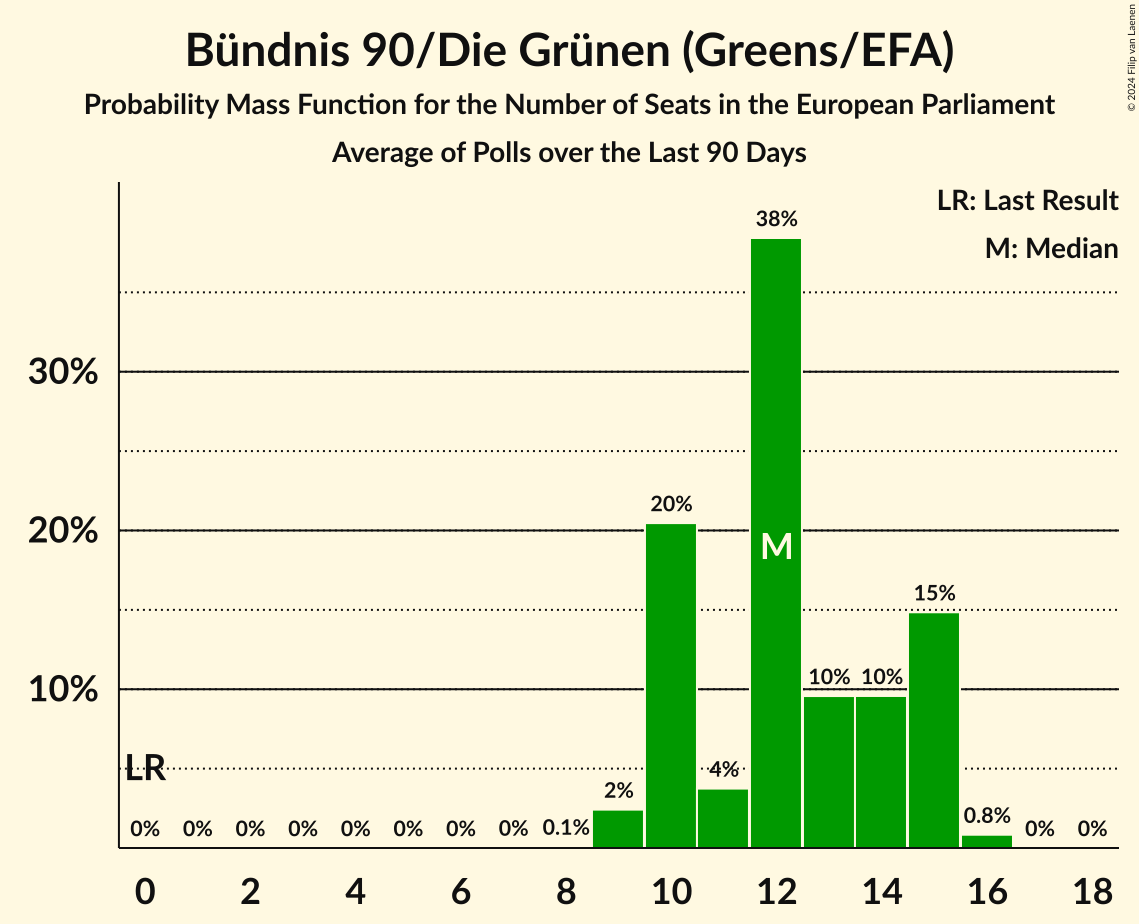 Bündnis 90/Die Grünen (Greens/EFA)
Probability Mass Function for the Number of Seats in the European Parliament
Average of Polls over the Last 90 Days
© 2024 Filip van Laenen
LR: Last Result
M: Median
38%
30%
20%
20%
M
15%
10%
10%
10%
LR
4%
2%
0% 0% 0% 0% 0% 0% 0% 0% 0.1% 0.8% 0% 0%
0 2 4 6 8 10 12 14 16 18